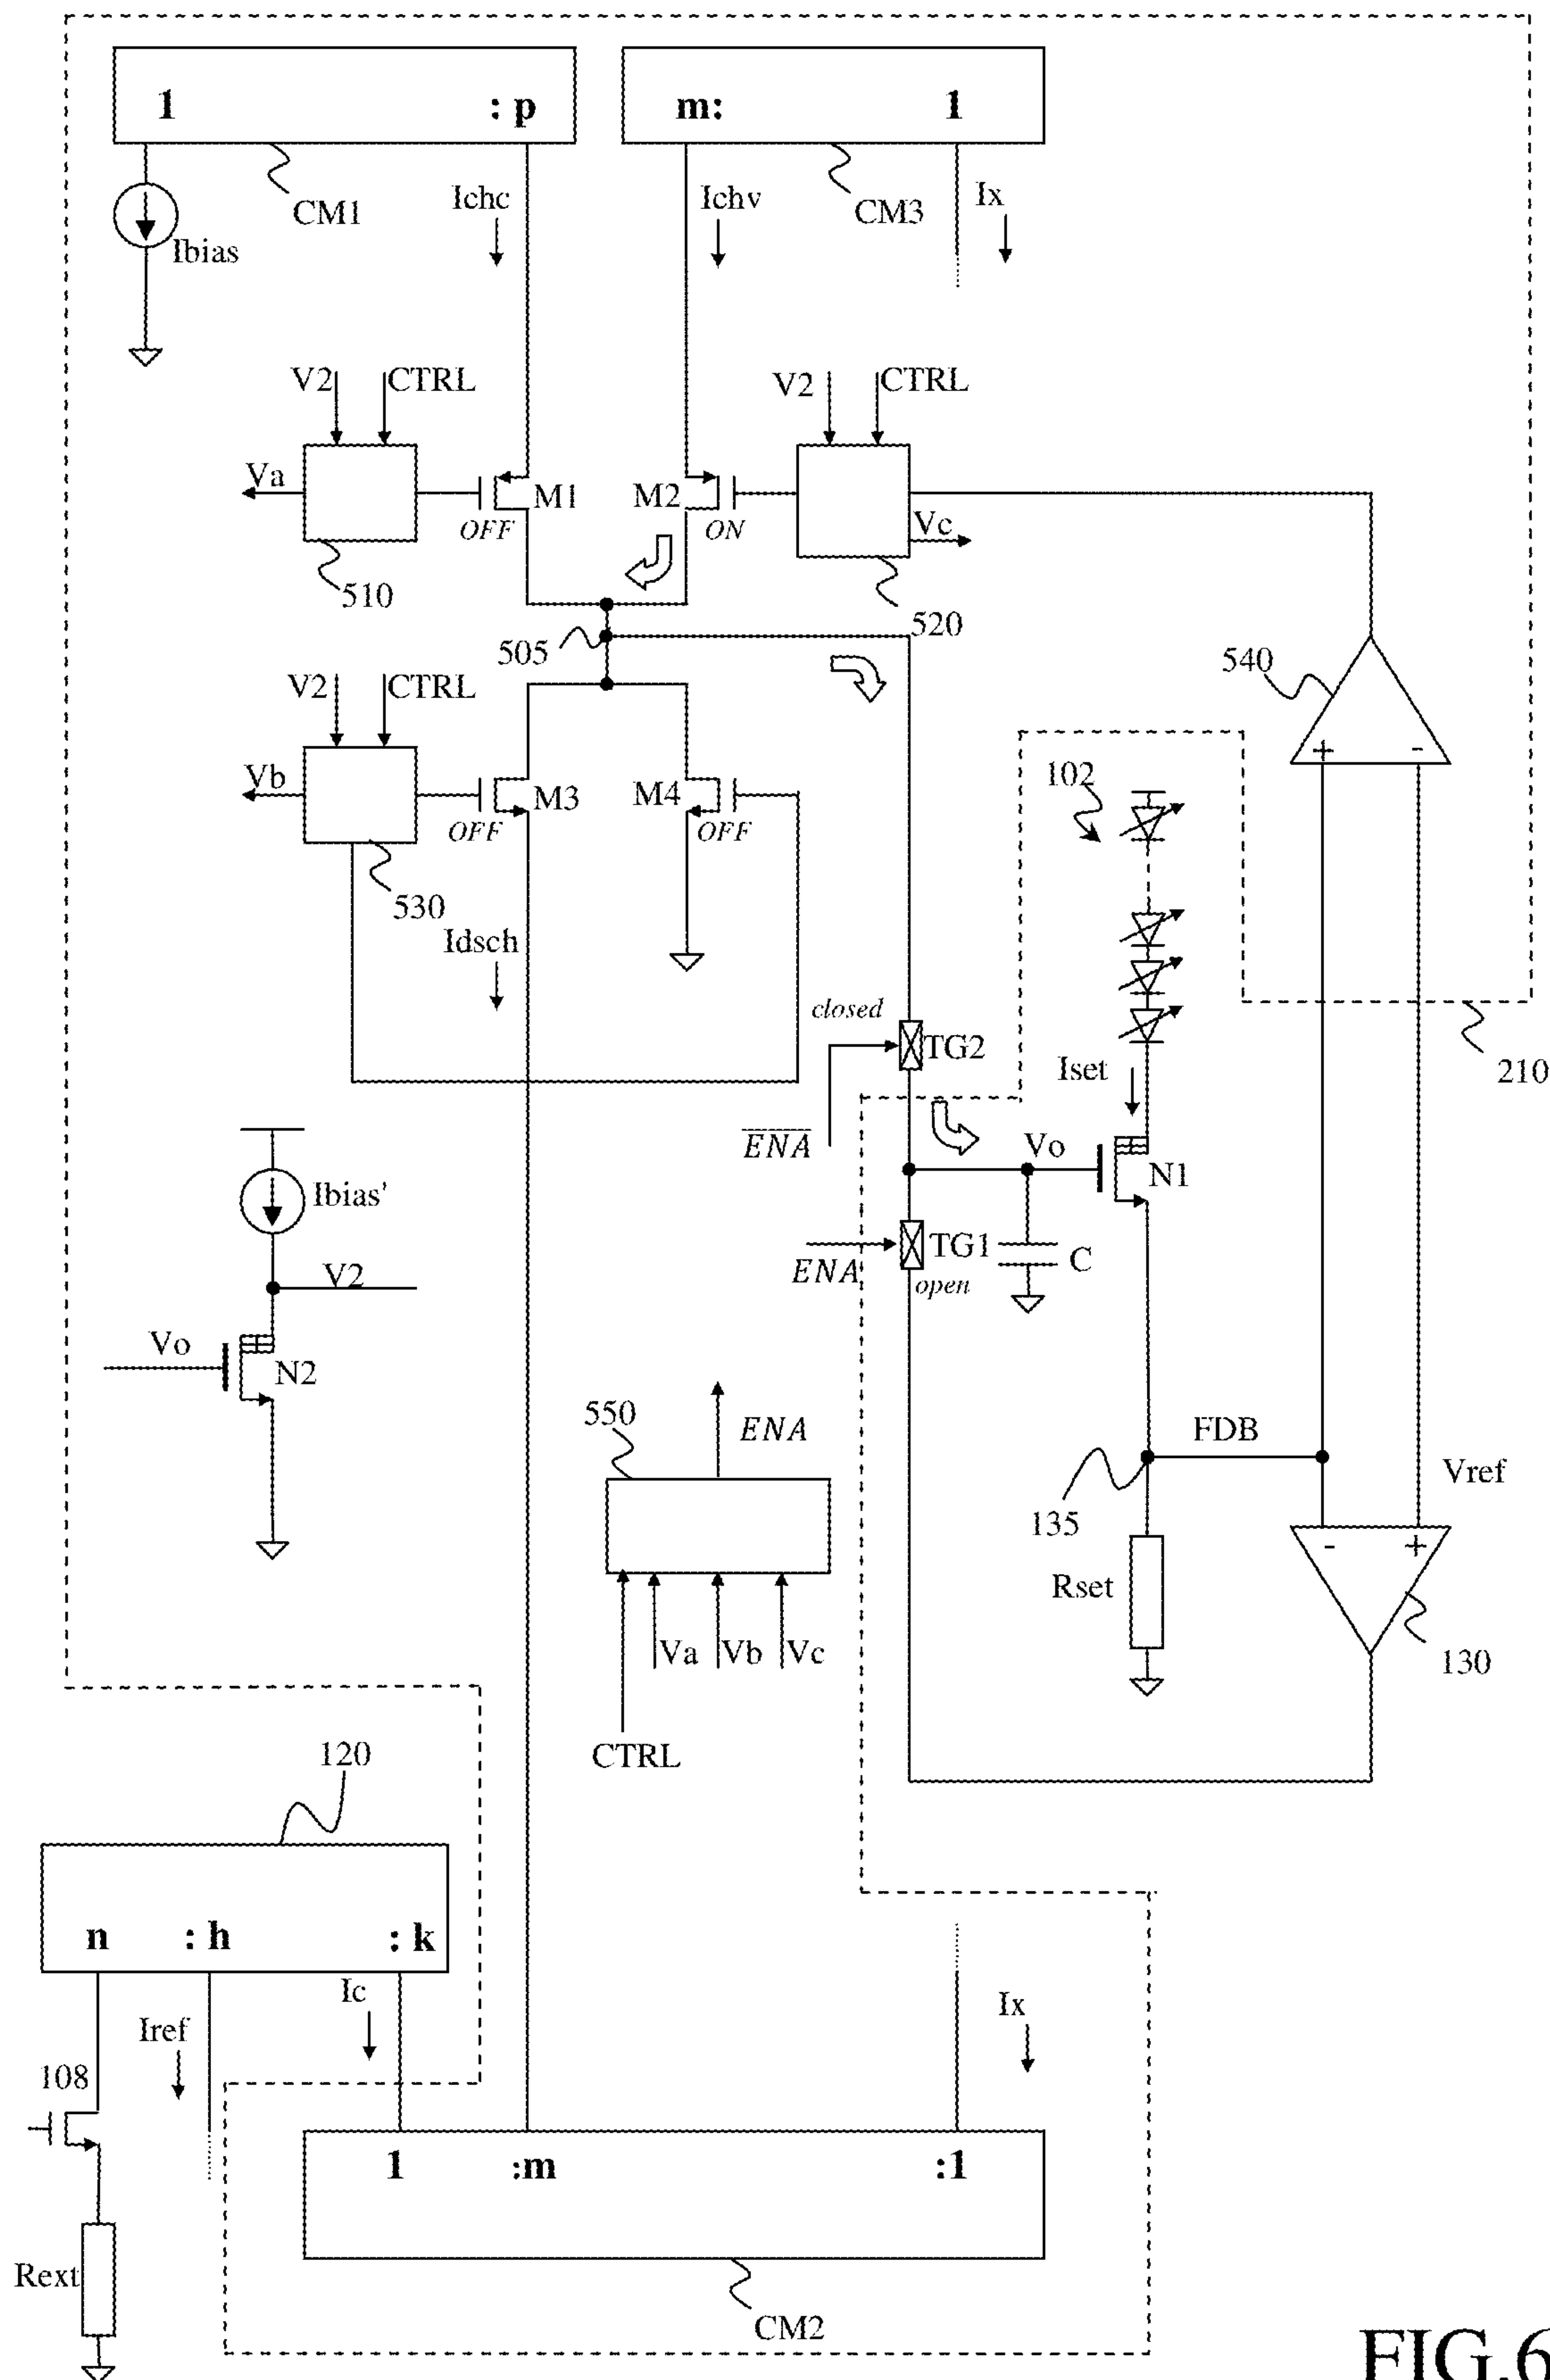 1 : p
m: 1
CM1
Ichc
Ichv
CM3
Ix
Ibias
V2
CTRL
V2
CTRL
Va
M1
OFF
M2
ON
Vc
510
520
505
V2
CTRL
540
+ -
Vb
M3
OFF
M4
OFF
102
530
Idsch
closed
TG2
Iset
210
ENA
Vo
N1
Ibias'
TG1
C
ENA
open
V2
Vo
N2
550
ENA
FDB
Vref
135
- +
Rset
130
Va
Vb
Vc
CTRL
120
n : h : k
Ic
Iref
Ix
108
1 :m :1
Rext
CM2
FIG.6